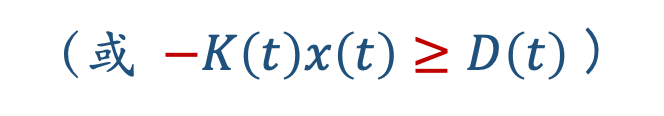 （或 −K(t)x(t) ≥ D(t)）